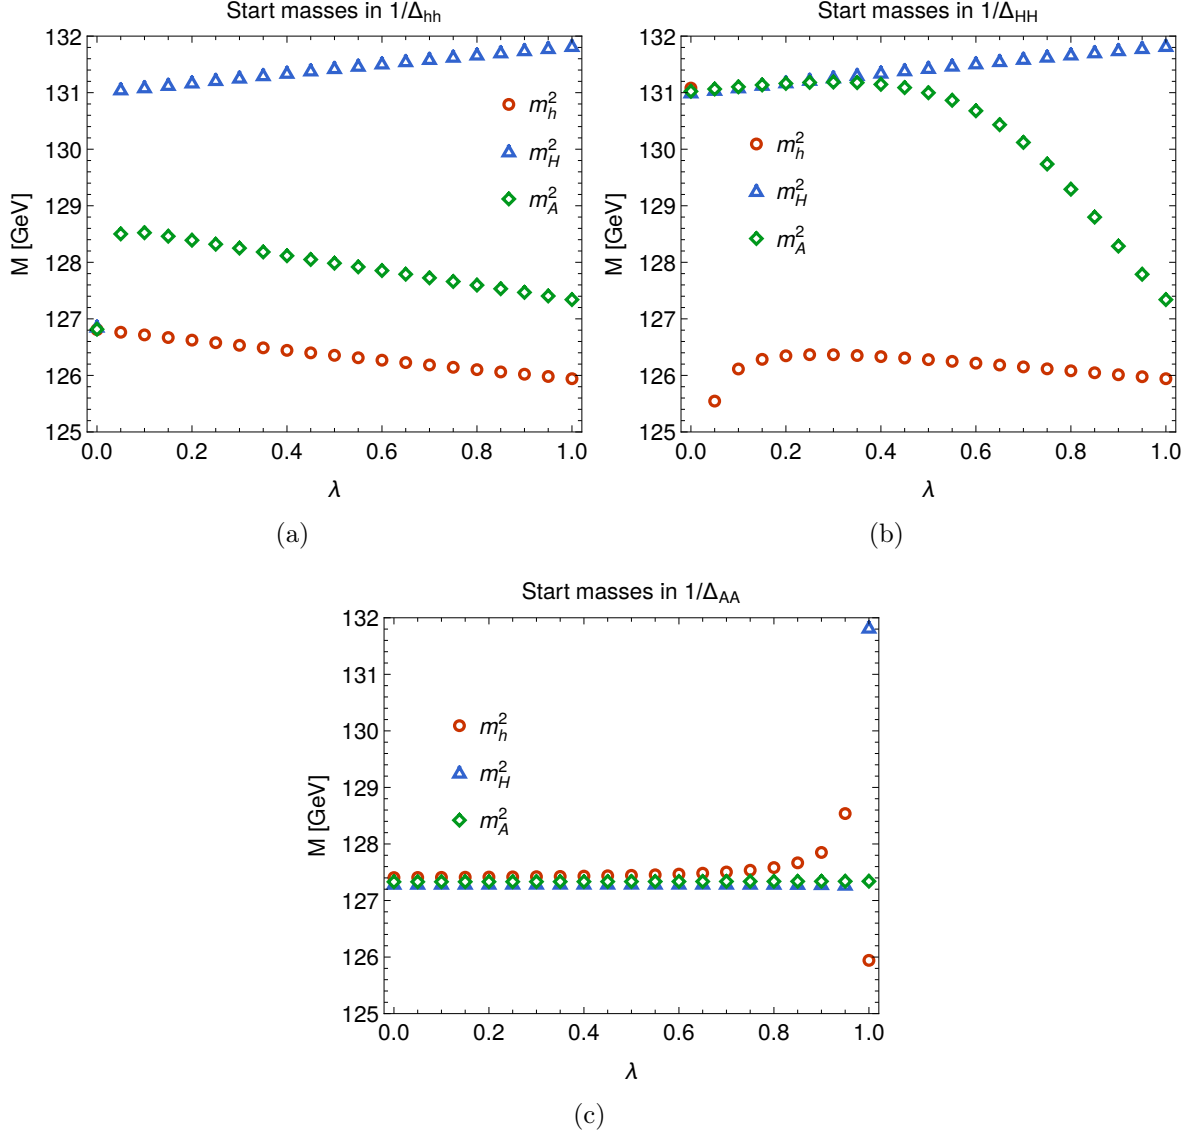 Start masses in 1/Δhh
132
131
130
129
128
127
126
125
M [GeV]
m_h^2
m_H^2
m_A^2
0.0 0.2 0.4 0.6 0.8 1.0
λ
(a)
Start masses in 1/ΔHH
132
131
130
129
128
127
126
125
M [GeV]
m_h^2
m_H^2
m_A^2
0.0 0.2 0.4 0.6 0.8 1.0
λ
(b)
Start masses in 1/ΔAA
132
131
130
129
128
127
126
125
M [GeV]
m_h^2
m_H^2
m_A^2
0.0 0.2 0.4 0.6 0.8 1.0
λ
(c)